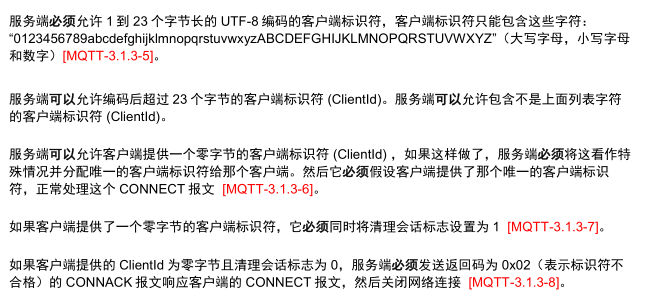 服务端必须允许 1 到 23 个字节长的 UTF-8 编码的客户端标识符，客户端标识符只能包含这些字符：
“0123456789abcdefghijklmnopqrstuvwxyzABCDEFGHIJKLMNOPQRSTUVWXYZ”（大写字母，小写字母
和数字）[MQTT-3.1.3-5]。
服务端可以允许编码后超过 23 个字节的客户端标识符 (ClientId)。服务端可以允许包含不是上面列表字符
的客户端标识符 (ClientId)。
服务端可以允许客户端提供一个零字节的客户端标识符 (ClientId) ，如果这样做了，服务端必须将这看作特
殊情况并分配唯一的客户端标识符给那个客户端。然后它必须假设客户端提供了那个唯一的客户端标识
符，正常处理这个 CONNECT 报文 [MQTT-3.1.3-6]。
如果客户端提供了一个零字节的客户端标识符，它必须同时将清理会话标志设置为 1 [MQTT-3.1.3-7]。
如果客户端提供的 ClientId 为零字节且清理会话标志为 0，服务端必须发送返回码为 0x02（表示标识符不
合格）的 CONNACK 报文响应客户端的 CONNECT 报文，然后关闭网络连接 [MQTT-3.1.3-8]。